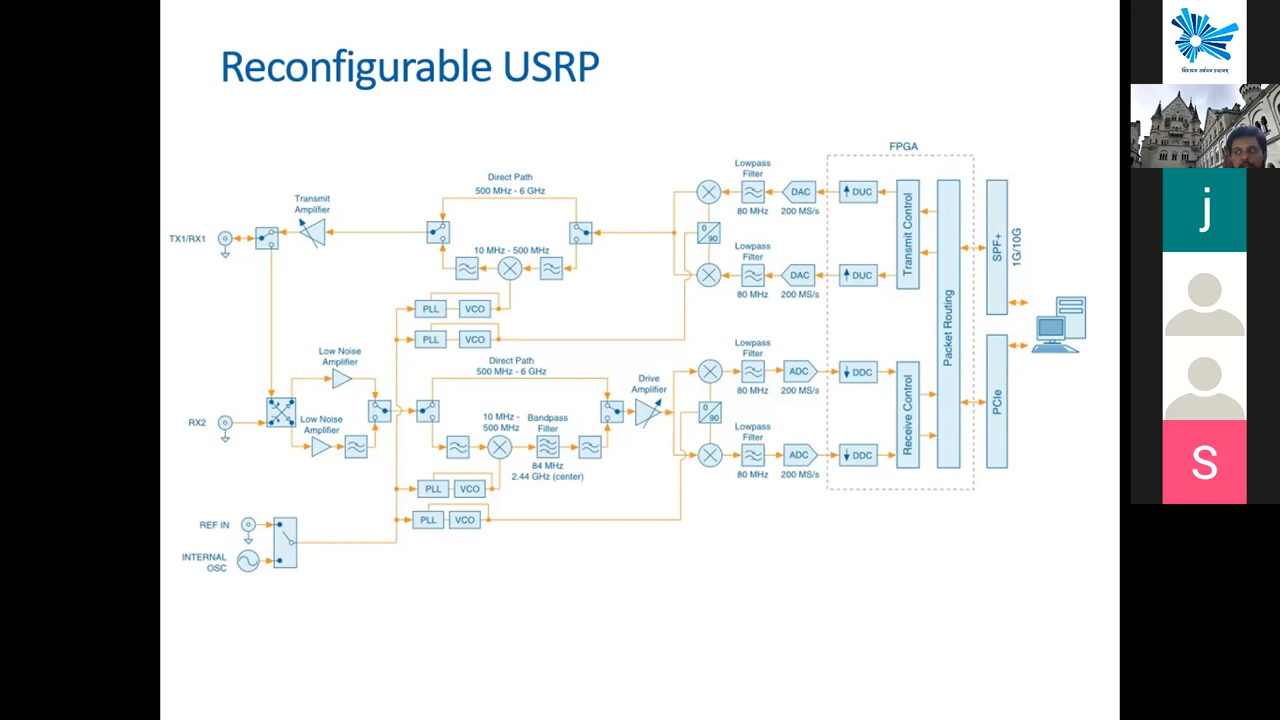 Reconfigurable USRP
FPGA
Direct Path
500 MHz - 6 GHz
Transmit
Amplifier
TX1/RX1
10 MHz - 500 MHz
PLL
VCO
PLL
VCO
Lowpass
Filter
80 MHz
DAC
200 MS/s
DUC
0
90
Lowpass
Filter
80 MHz
DAC
200 MS/s
DUC
Transmit Control
Packet Routing
SPF+
1G/10G
Low Noise
Amplifier
Direct Path
500 MHz - 6 GHz
Drive
Amplifier
RX2
Low Noise
Amplifier
10 MHz -
500 MHz
Bandpass
Filter
84 MHz
2.44 GHz (center)
PLL
VCO
PLL
VCO
Lowpass
Filter
80 MHz
ADC
200 MS/s
DDC
0
90
Lowpass
Filter
80 MHz
ADC
200 MS/s
DDC
Receive Control
PCIe
REF IN
INTERNAL
OSC
j
S